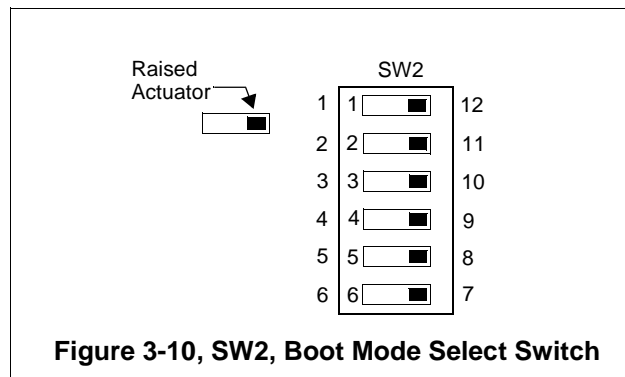 Raised
Actuator
SW2
1 1 12
2 2 11
3 3 10
4 4 9
5 5 8
6 6 7
Figure 3-10, SW2, Boot Mode Select Switch